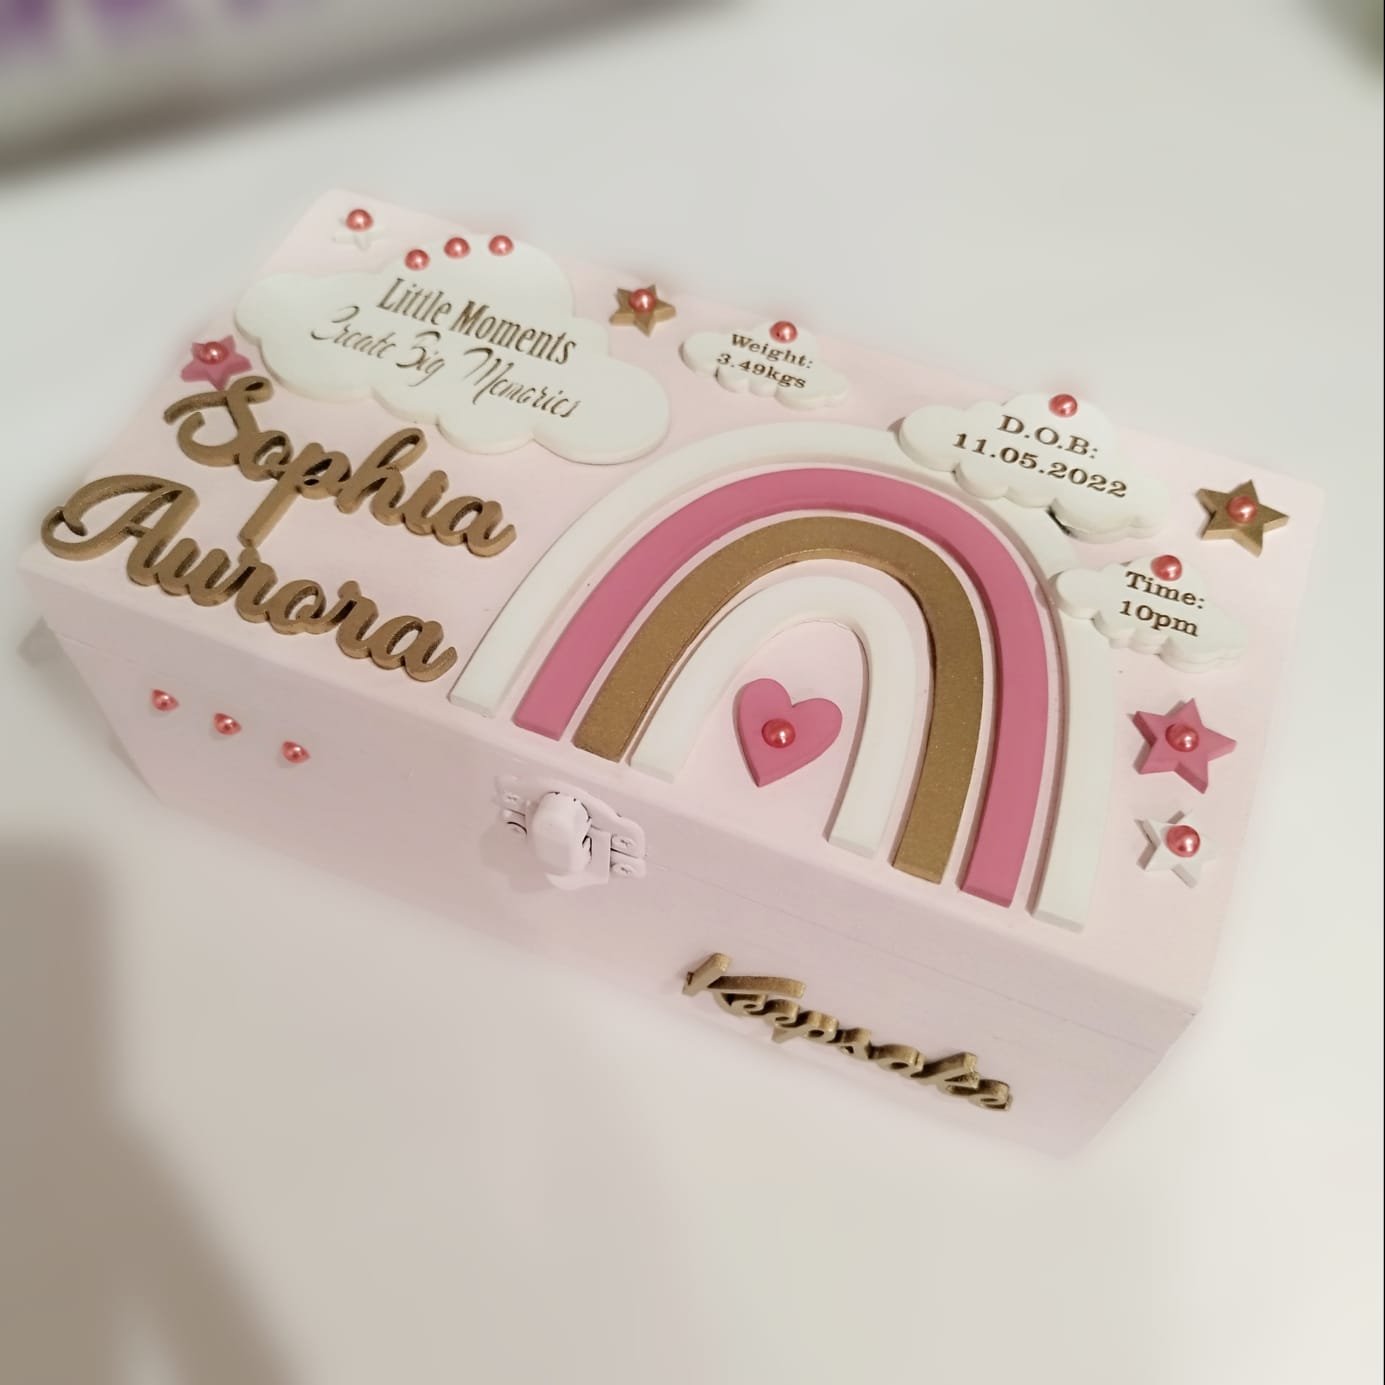 Little Moments
Create Big Memories
Sophia
Aurora
Weight:
3.49kgs
D.O.B:
11.05.2022
Time:
10pm
Keepsake